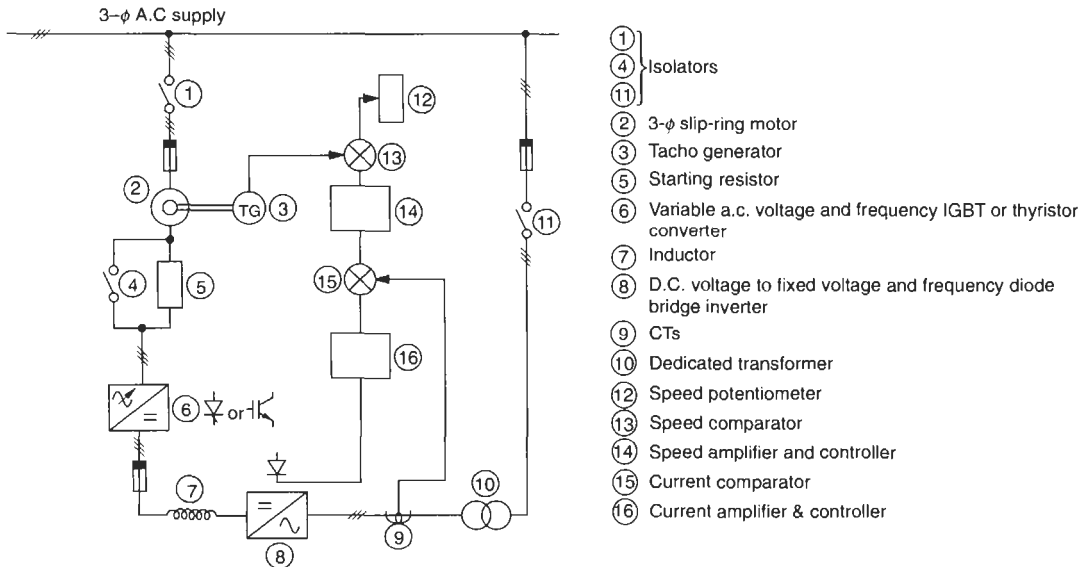 3–φ A.C supply
①
②
TG
③
④
⑤
⑥
or
⑦
⑧
⑨
⑩
⑪
⑫
⑬
⑭
⑮
⑯
①
④ Isolators
⑪
② 3-φ slip-ring motor
③ Tacho generator
⑤ Starting resistor
⑥ Variable a.c. voltage and frequency IGBT or thyristor
converter
⑦ Inductor
⑧ D.C. voltage to fixed voltage and frequency diode
bridge inverter
⑨ CTs
⑩ Dedicated transformer
⑫ Speed potentiometer
⑬ Speed comparator
⑭ Speed amplifier and controller
⑮ Current comparator
⑯ Current amplifier & controller